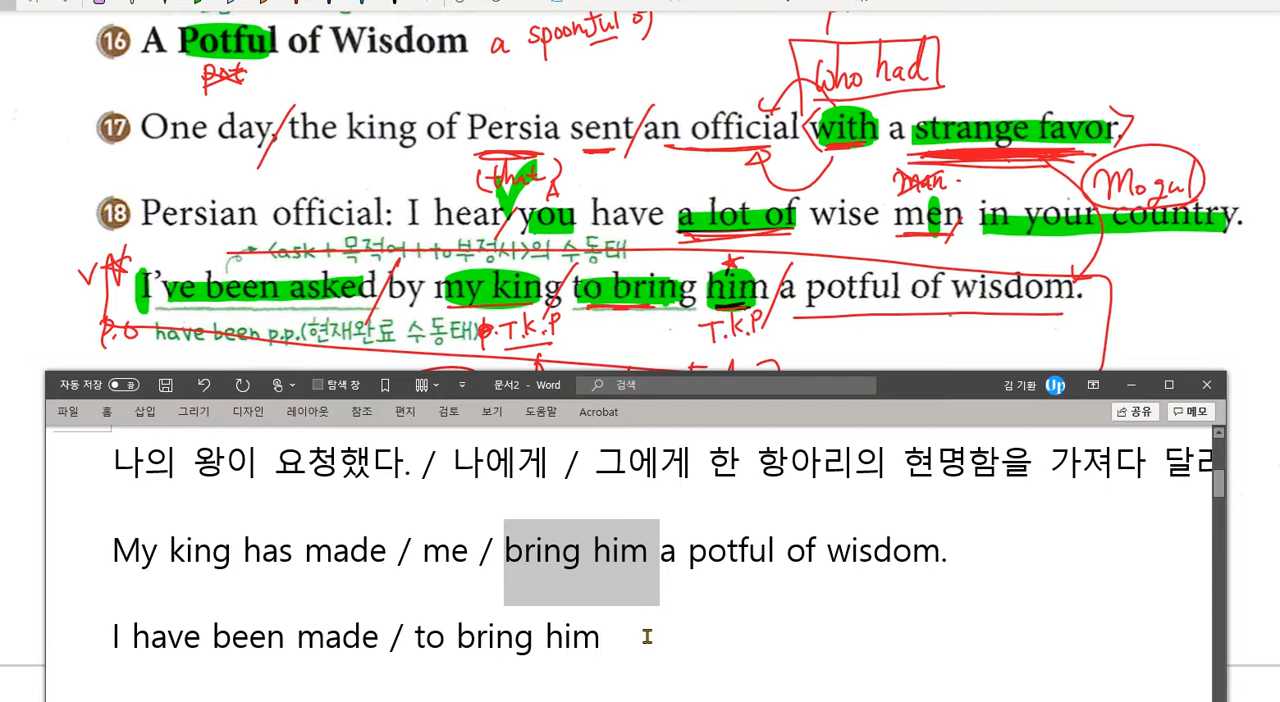 ⑯ A Potful of Wisdom a spoonful of
pot
who had
⑰ One day, / the king of Persia sent / an official (with a strange favor.
(that) A
man.
Mogul
⑱ Persian official: I hear you have a lot of wise men in your country.
<ask + 목적어 + to부정사>의 수동태
I've been asked / by my king / to bring him / a potful of wisdom.
have been p.p.(현재완료 수동태)
T.K.P
T.K.P
자동 저장 끔 탐색 창 문서2 - Word 검색 김 기환
파일 홈 삽입 그리기 디자인 레이아웃 참조 편지 검토 보기 도움말 Acrobat 공유 메모
나의 왕이 요청했다. / 나에게 / 그에게 한 항아리의 현명함을 가져다
My king has made / me / bring him a potful of wisdom.
I have been made / to bring him